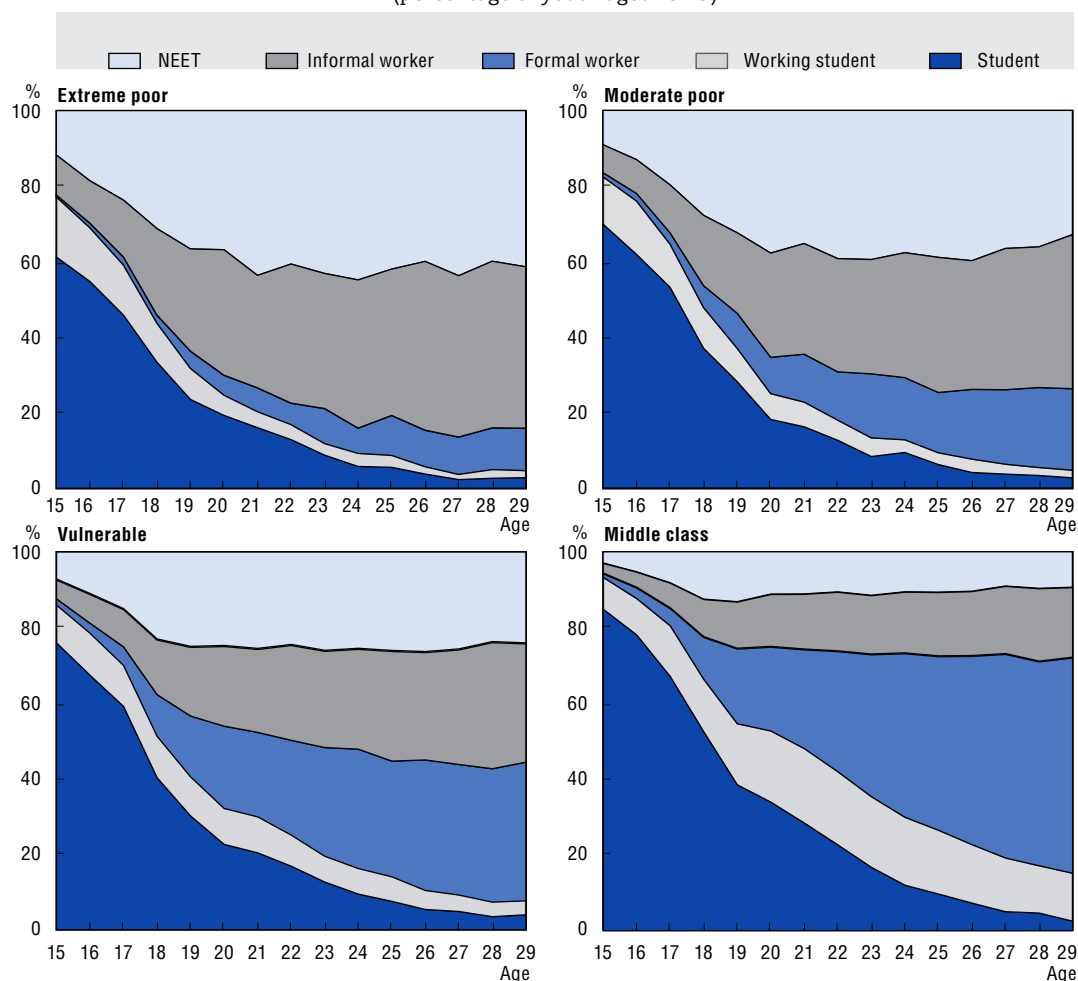 NEET Informal worker Formal worker Working student Student
% Extreme poor
100
80
60
40
20
0
15 16 17 18 19 20 21 22 23 24 25 26 27 28 29
Age
% Moderate poor
100
80
60
40
20
0
15 16 17 18 19 20 21 22 23 24 25 26 27 28 29
Age
% Vulnerable
100
80
60
40
20
0
15 16 17 18 19 20 21 22 23 24 25 26 27 28 29
Age
% Middle class
100
80
60
40
20
0
15 16 17 18 19 20 21 22 23 24 25 26 27 28 29
Age